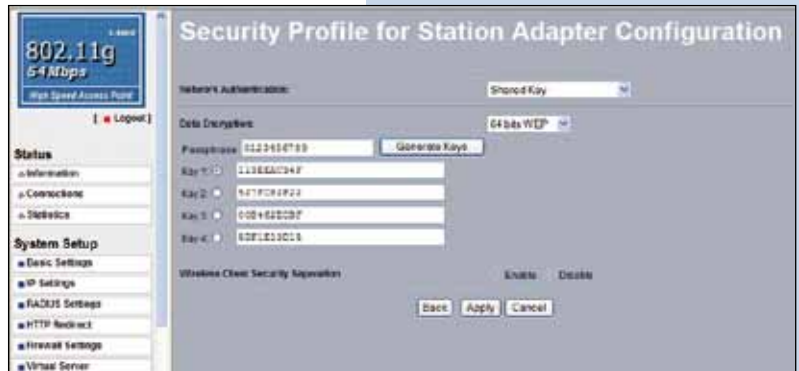 802.11g
54Mbps
High Speed Access Point
[ Logout ]
Status
Information
Connections
Statistics
System Setup
Basic Settings
IP Settings
RADIUS Settings
HTTP Redirect
Firewall Settings
Virtual Server
Security Profile for Station Adapter Configuration
Network Authentication:
Shared Key
Data Encryption:
64 bits WEP
Passphrase
0123456789
Generate Keys
Key 1:
Key 2:
Key 3:
Key 4:
Wireless Client Security Separation
Enable Disable
Back Apply Cancel